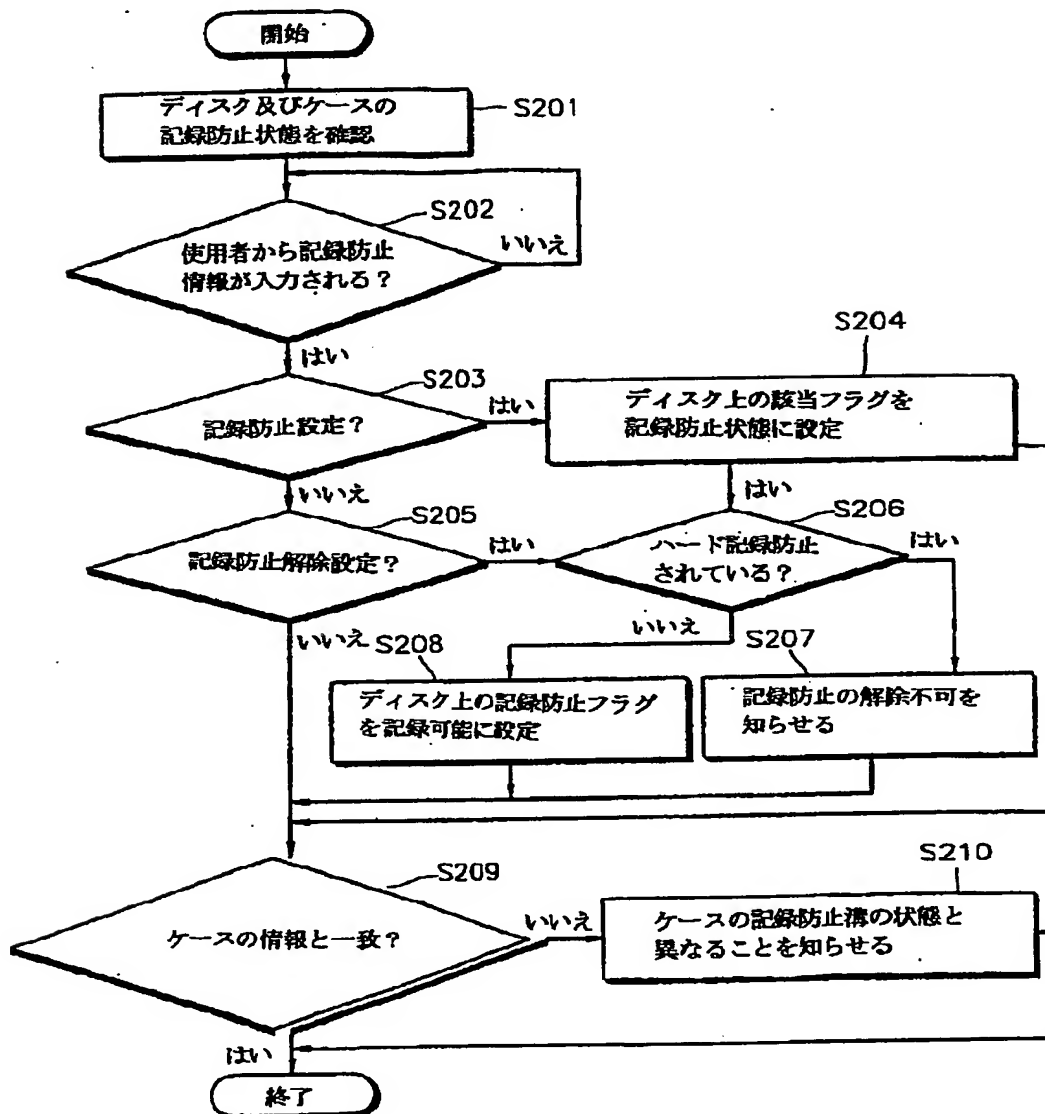 開始
ディスク及びケースの
記録防止状態を確認
S201
S202
使用者から記録防止
情報が入力される?
いいえ
はい
S203
記録防止設定?
はい
S204
ディスク上の該当フラグを
記録防止状態に設定
いいえ
はい
S205
記録防止解除設定?
はい
S206
ハード記録防止
されている?
はい
いいえ
いいえ
S208
ディスク上の記録防止フラグ
を記録可能に設定
S207
記録防止の解除不可を
知らせる
S209
ケースの情報と一致?
いいえ
S210
ケースの記録防止溝の状態と
異なることを知らせる
はい
終了